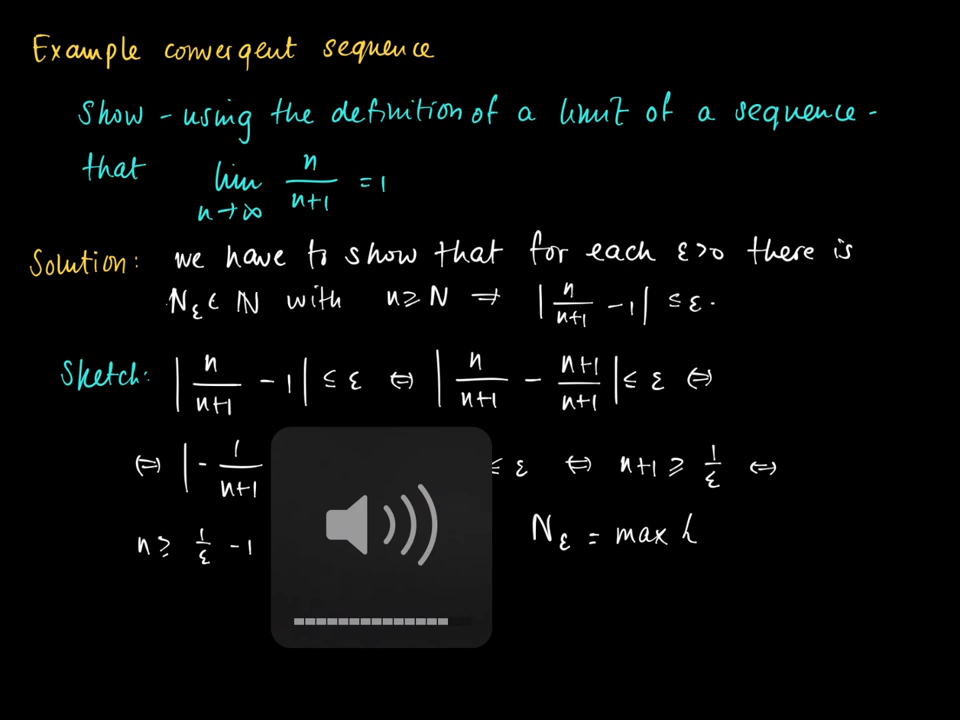 Example convergent sequence
Show - using the definition of a limit of a sequence -
that lim n→∞ n/n+1 = 1
Solution: we have to show that for each ε>0 there is
Nε ∈ ℕ with n ≥ N ⇒ | n/n+1 - 1 | ≤ ε.
Sketch: | n/n+1 - 1 | ≤ ε ⇔ | n/n+1 - n+1/n+1 | ≤ ε ⇔
⇔ | - 1/n+1 ≤ ε ⇔ n+1 ≥ 1/ε ⇔
n ≥ 1/ε - 1 Nε = max {